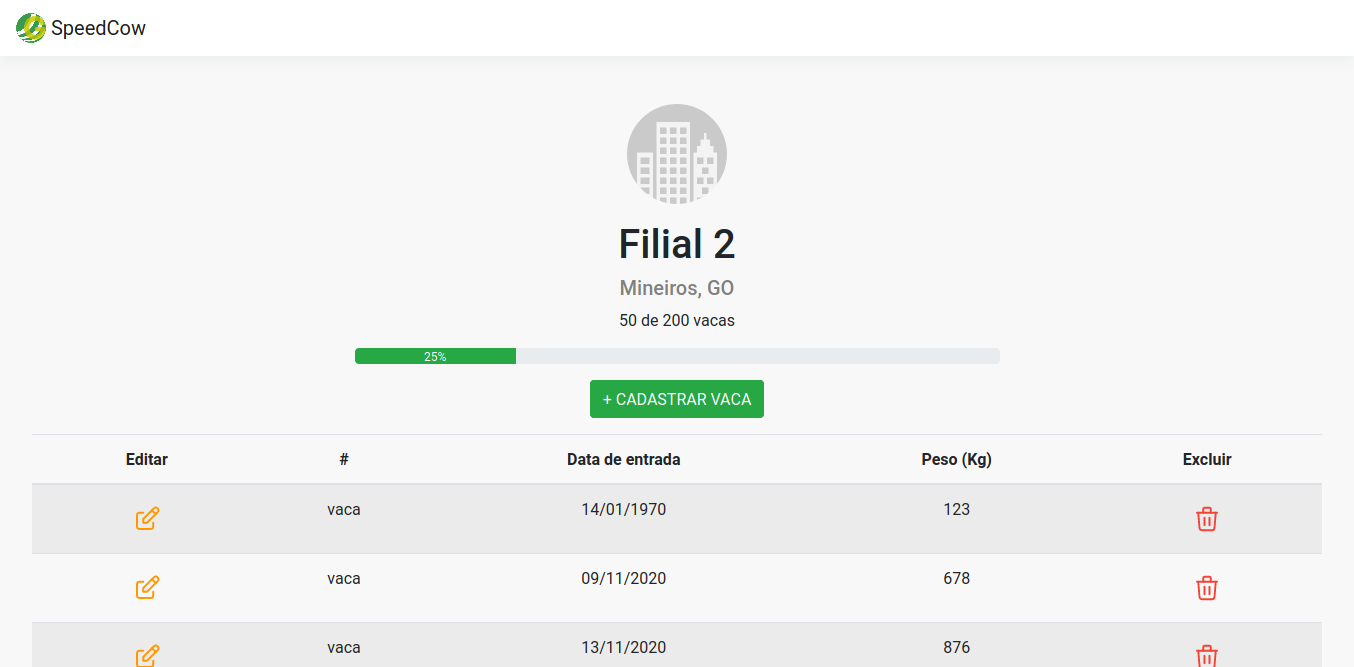 SpeedCow
Filial 2
Mineiros, GO
50 de 200 vacas
25%
+ CADASTRAR VACA
Editar # Data de entrada Peso (Kg) Excluir
vaca 14/01/1970 123
vaca 09/11/2020 678
vaca 13/11/2020 876